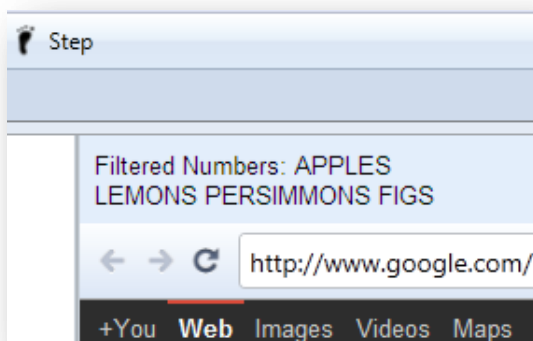 Step
Filtered Numbers: APPLES
LEMONS PERSIMMONS FIGS
http://www.google.com/
+You Web Images Videos Maps